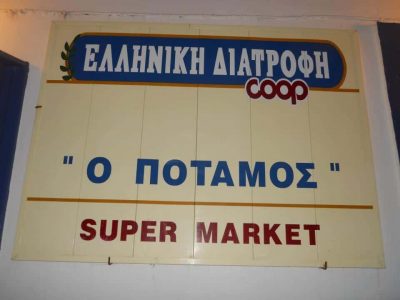 ΕΛΛΗΝΙΚΗ ΔΙΑΤΡΟΦΗ
coop
" Ο ΠΟΤΑΜΟΣ "
SUPER MARKET